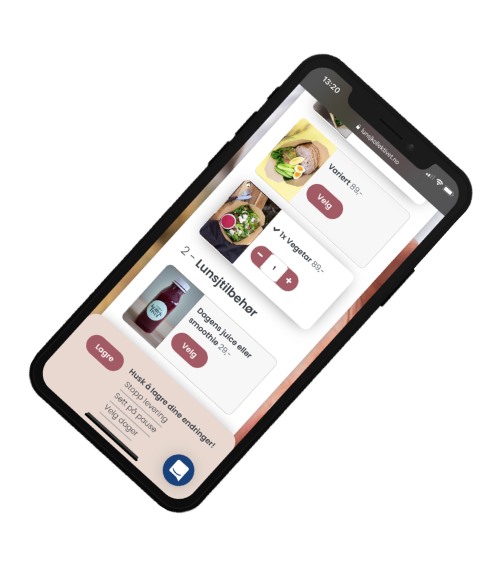 13:20
lunsjkollektivet.no
Variert 89,-
Velg
✓ 1x Vegetar 89,-
− 1 +
2 - Lunsjtilbehør
Dagens juice eller
smoothie 29,-
Velg
Lagre
Husk å lagre dine endringer!
Stopp levering
Sett på pause
Velg dager